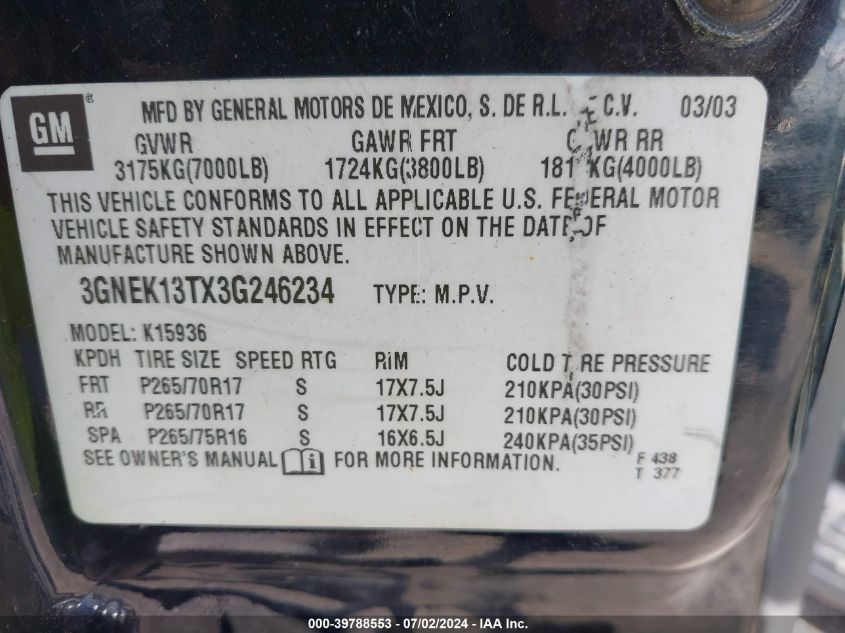 GM ®
MFD BY GENERAL MOTORS DE MEXICO, S. DE R.L. E C.V. 03/03
GVWR GAWR FRT G WR RR
3175KG(7000LB) 1724KG(3800LB) 181 KG(4000LB)
THIS VEHICLE CONFORMS TO ALL APPLICABLE U.S. FEDERAL MOTOR
VEHICLE SAFETY STANDARDS IN EFFECT ON THE DATE OF
MANUFACTURE SHOWN ABOVE.
3GNEK13TX3G246234 TYPE: M.P.V.
MODEL: K15936
KPDH TIRE SIZE SPEED RTG RIM COLD T RE PRESSURE
FRT P265/70R17 S 17X7.5J 210KPA(30PSI)
RR P265/70R17 S 17X7.5J 210KPA(30PSI)
SPA P265/75R16 S 16X6.5J 240KPA(35PSI)
SEE OWNER'S MANUAL i FOR MORE INFORMATION.
F 438
T 377
000-39788553 - 07/02/2024 - IAA Inc.